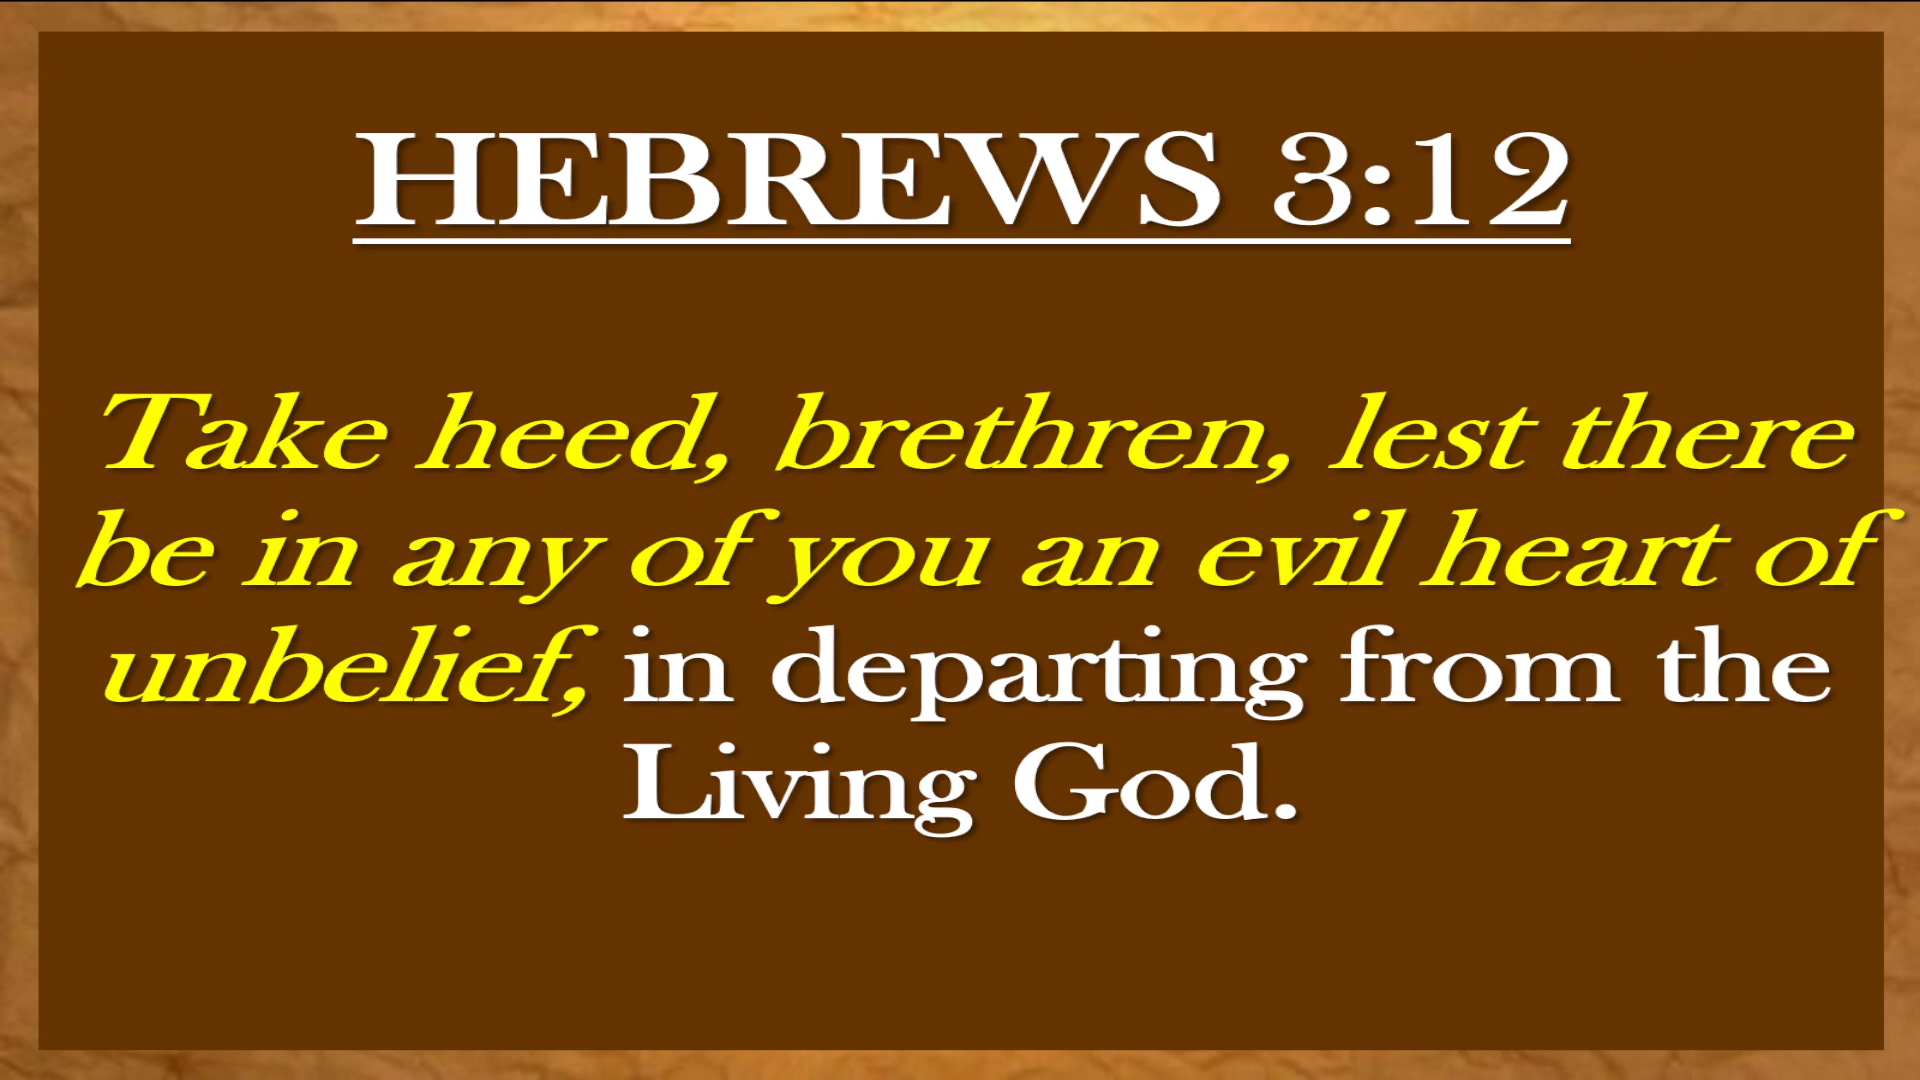 HEBREWS 3:12
Take heed, brethren, lest there
be in any of you an evil heart of
unbelief, in departing from the
Living God.